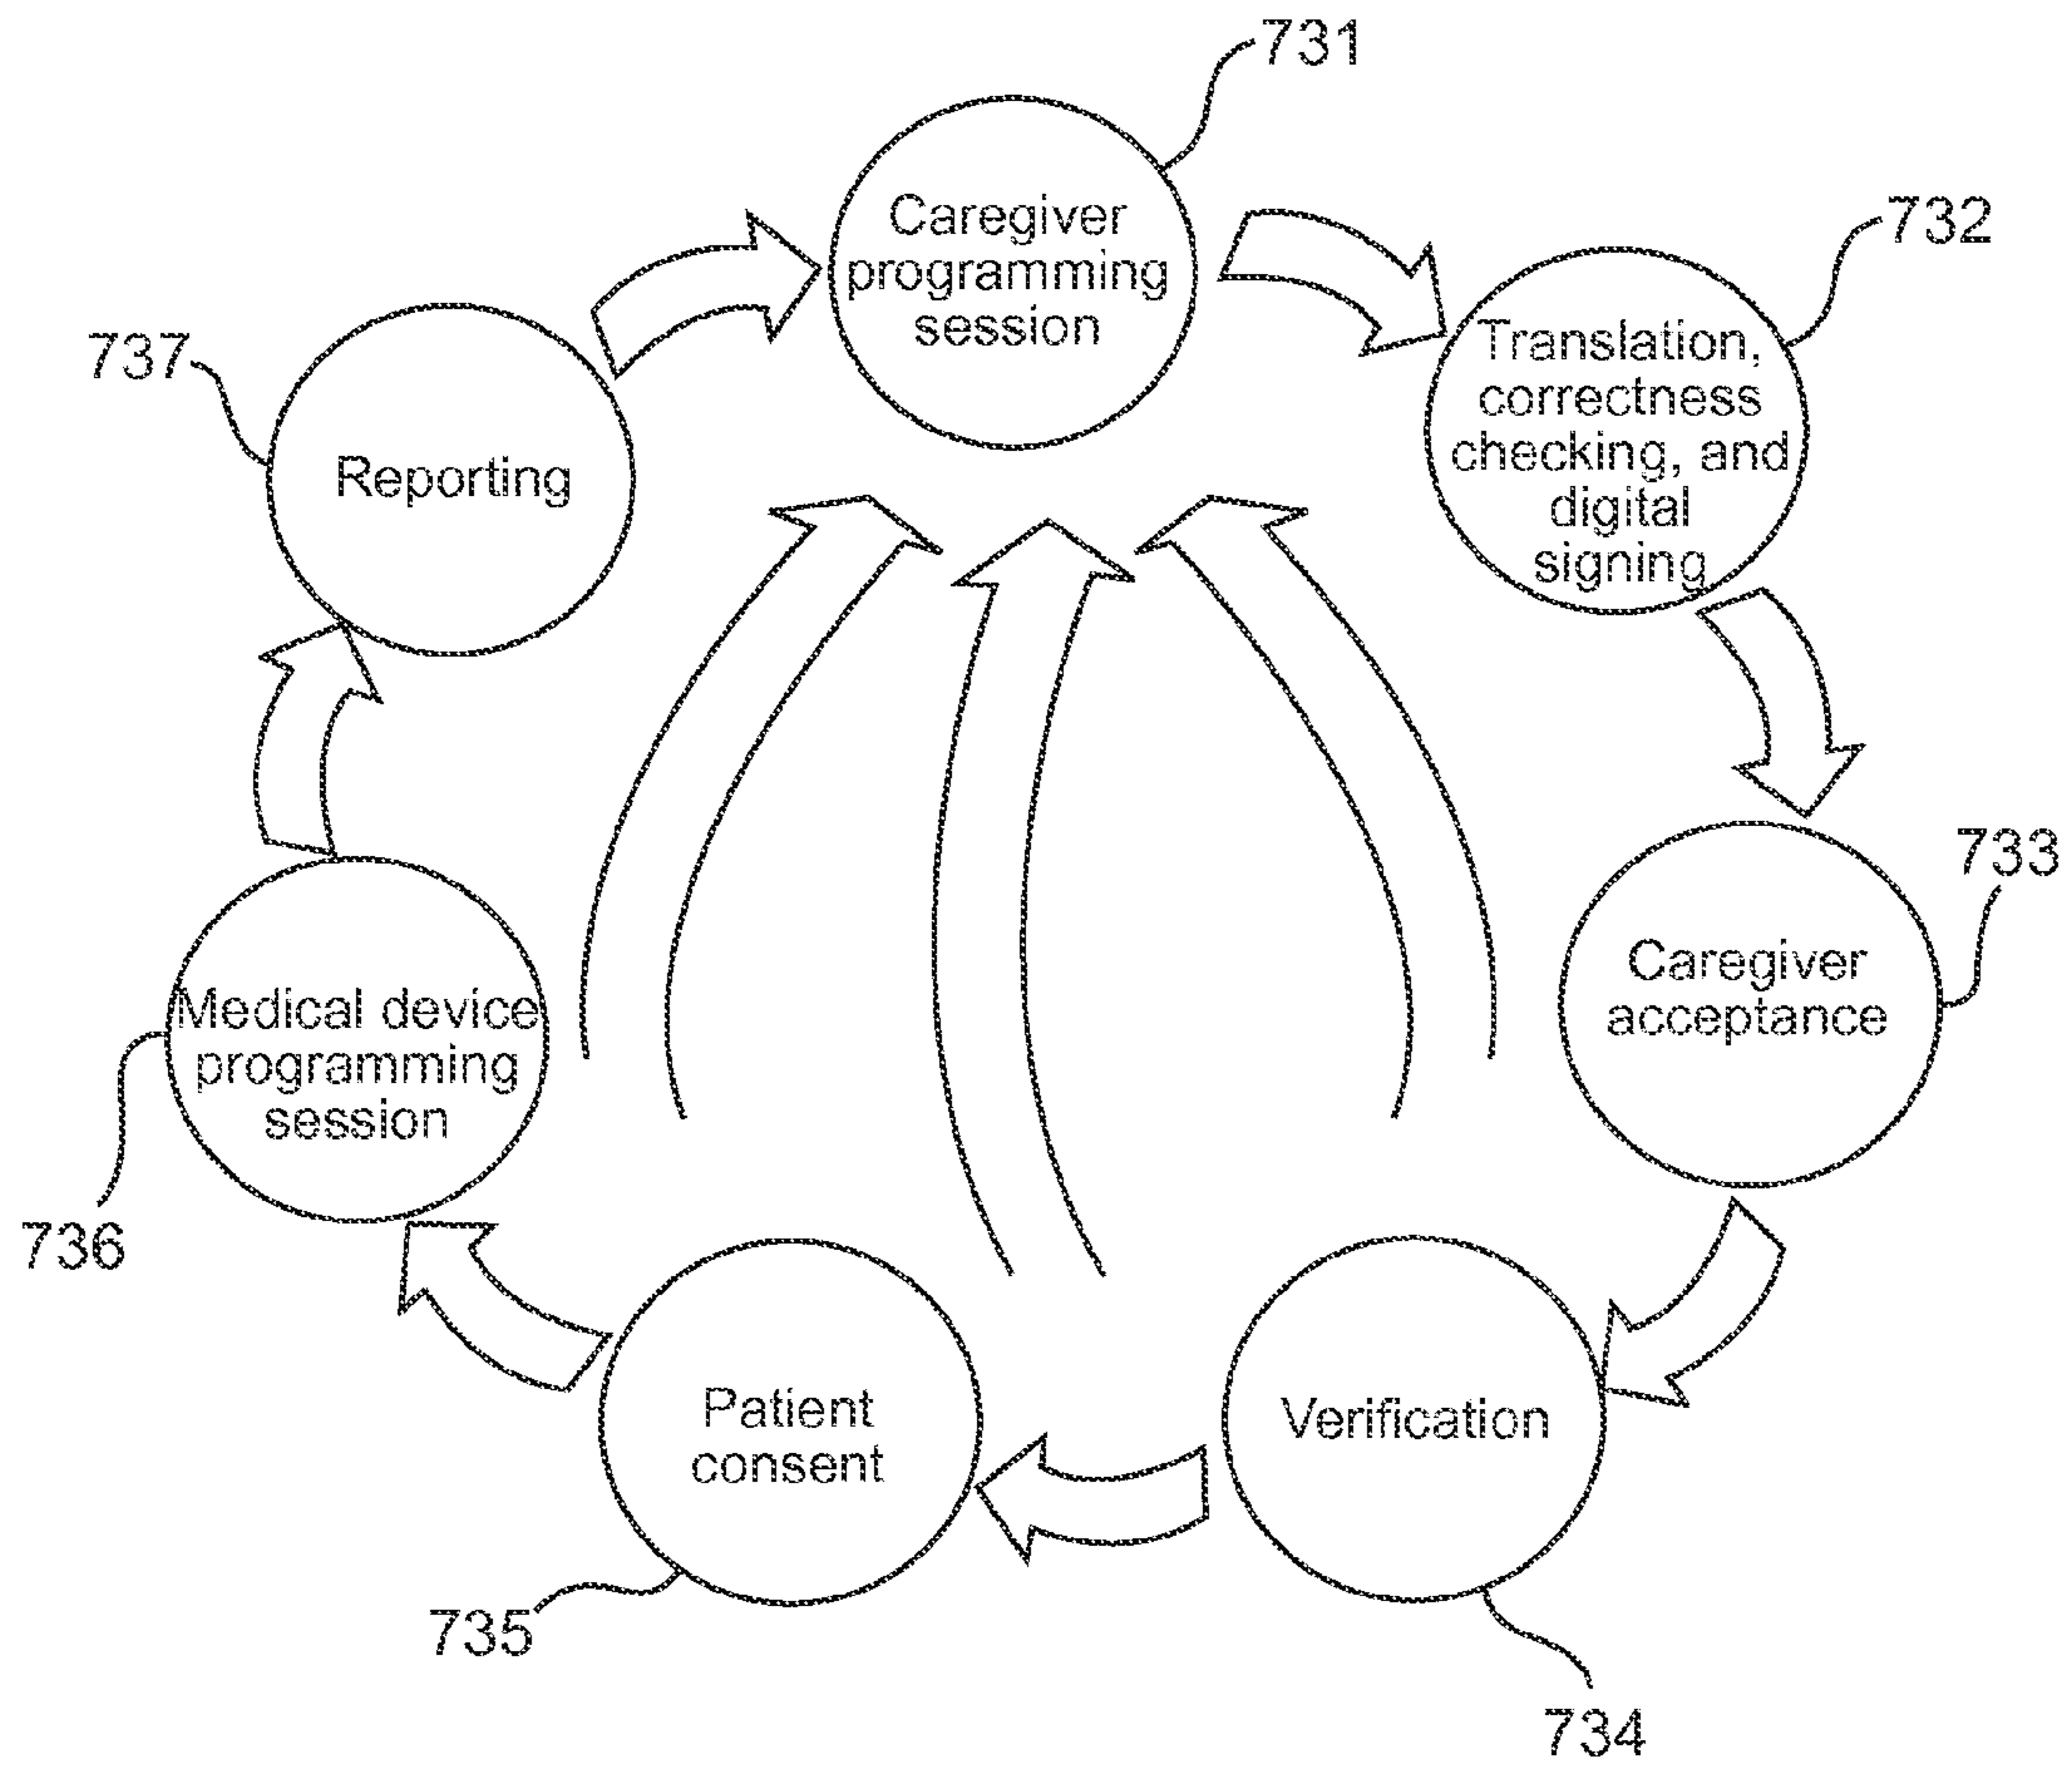 731
Caregiver
programming
session
732
Translation,
correctness
checking, and
digital
signing
737
Reporting
733
Caregiver
acceptance
Medical device
programming
session
736
Patient
consent
Verification
735
734